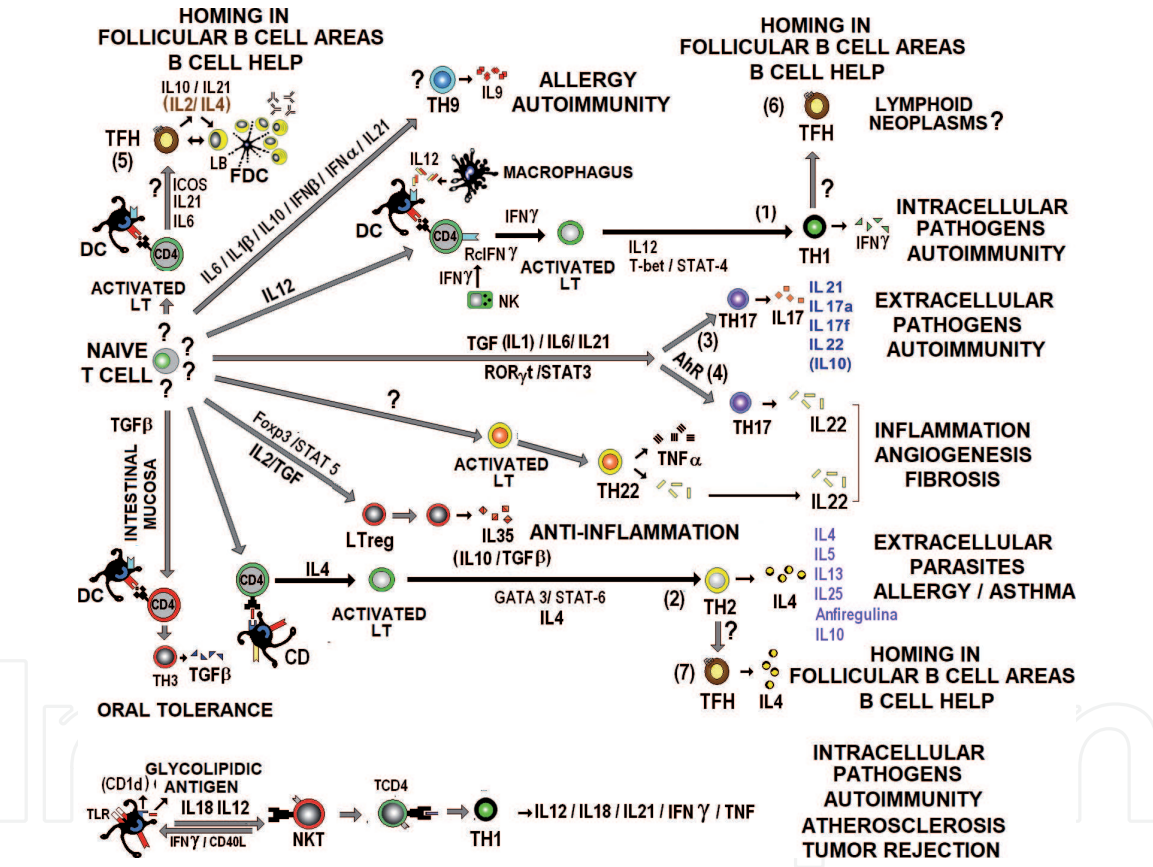 HOMING IN
FOLLICULAR B CELL AREAS
B CELL HELP
IL10 / IL21
(IL2/ IL4)
TFH
(5)
LB
FDC
?
ICOS
IL21
IL6
DC
CD4
ACTIVATED
LT
?
TH9
IL9
ALLERGY
AUTOIMMUNITY
IL6 / IL1β / IL10 / IFNβ / IFNα / IL21
HOMING IN
FOLLICULAR B CELL AREAS
B CELL HELP
(6)
TFH
LYMPHOID
NEOPLASMS ?
?
IL12
MACROPHAGUS
DC
CD4
RcIFNγ
IFNγ
NK
IFNγ
ACTIVATED
LT
IL12
T-bet / STAT-4
(1)
TH1
IFNγ
INTRACELLULAR
PATHOGENS
AUTOIMMUNITY
IL12
NAIVE
T CELL
?
?
?
?
TGF (IL1) / IL6/ IL21
RORγt /STAT3
(3)
AhR (4)
TH17
IL17
IL 21
IL 17a
IL 17f
IL 22
(IL10)
EXTRACELLULAR
PATHOGENS
AUTOIMMUNITY
TH17
IL22
?
ACTIVATED
LT
TH22
TNFα
IL22
INFLAMMATION
ANGIOGENESIS
FIBROSIS
Foxp3 /STAT 5
IL2/TGF
LTreg
IL35
(IL10 /TGFβ)
ANTI-INFLAMMATION
TGFβ
INTESTINAL
MUCOSA
DC
CD4
TH3
TGFβ
ORAL TOLERANCE
CD4
CD
IL4
ACTIVATED
LT
GATA 3/ STAT-6
IL4
(2)
TH2
IL4
IL4
IL5
IL13
IL25
Anfiregulina
IL10
EXTRACELLULAR
PARASITES
ALLERGY / ASTHMA
?
(7)
TFH
IL4
HOMING IN
FOLLICULAR B CELL AREAS
B CELL HELP
GLYCOLIPIDIC
ANTIGEN
(CD1d) (
TLR
IL18 IL12
IFNγ / CD40L
NKT
TCD4
TH1
IL12 / IL18 / IL21 / IFN γ / TNF
INTRACELLULAR
PATHOGENS
AUTOIMMUNITY
ATHEROSCLEROSIS
TUMOR REJECTION